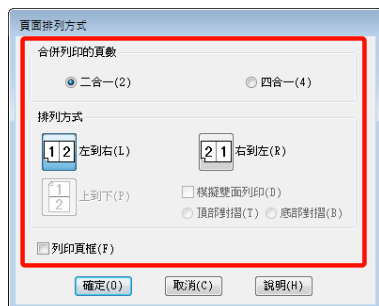 頁面排列方式
合併列印的頁數
二合一(2) 四合一(4)
排列方式
1 2 左到右(L) 2 1 右到左(R)
1 2 上到下(P) 模擬雙面列印(D)
頂部對摺(T) 底部對摺(B)
列印頁框(F)
確定(O) 取消(C) 說明(H)